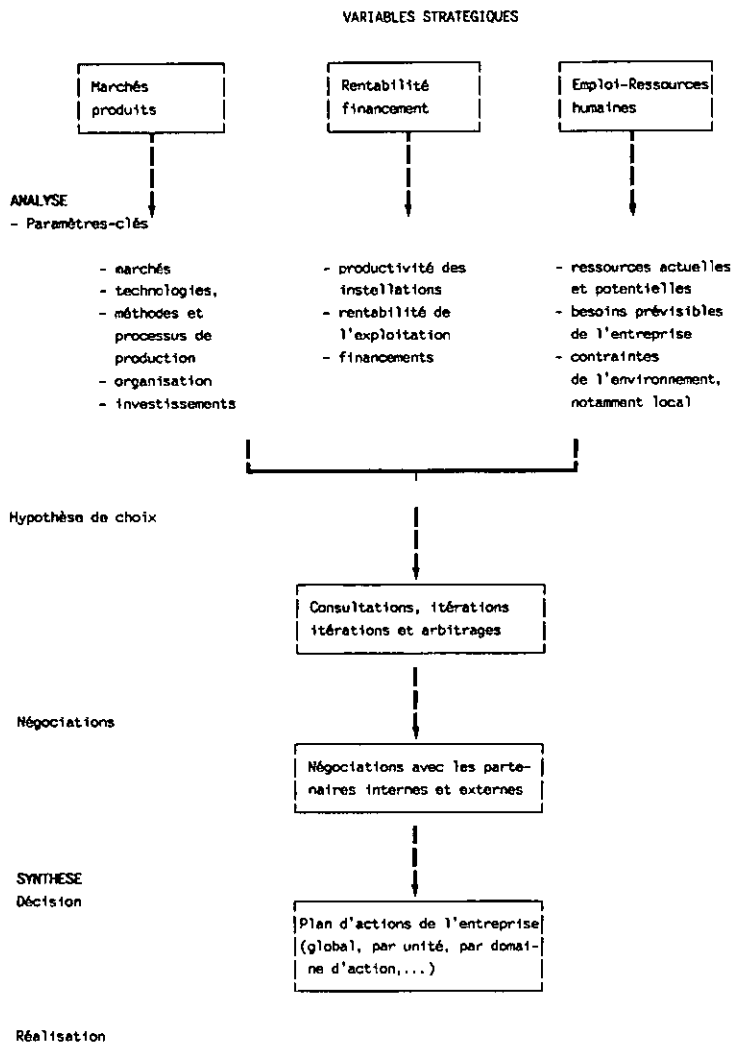 VARIABLES STRATEGIQUES
Marchés
produits
Rentabilité
financement
Emploi-Ressources
humaines
ANALYSE
- Paramètres-clés
- marchés
- technologies,
- méthodes et
processus de
production
- organisation
- investissements
- productivité des
installations
- rentabilité de
l'exploitation
- financements
- ressources actuelles
et potentielles
- besoins prévisibles
de l'entreprise
- contraintes
de l'environnement,
notamment local
Hypothèse de choix
Consultations, itérations
itérations et arbitrages
Négociations
Négociations avec les parte-
naires internes et externes
SYNTHESE
Décision
Plan d'actions de l'entreprise
(global, par unité, par domai-
ne d'action,...)
Réalisation